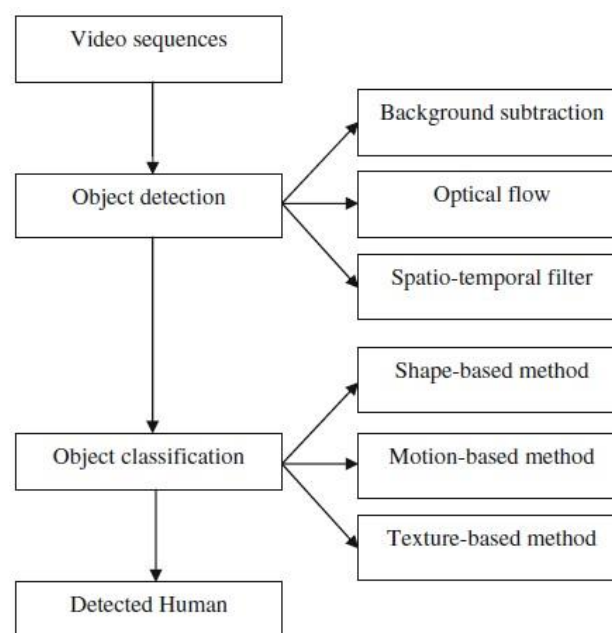 Video sequences
Background subtraction
Object detection
Optical flow
Spatio-temporal filter
Shape-based method
Object classification
Motion-based method
Texture-based method
Detected Human